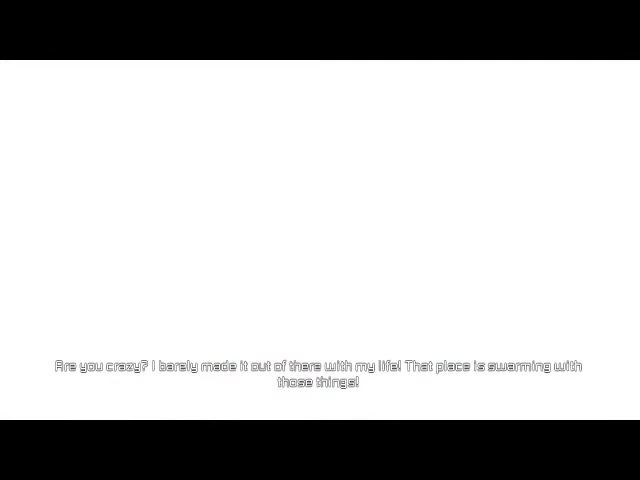 Are you crazy? I barely made it out of there with my life! That place is swarming with
those things!